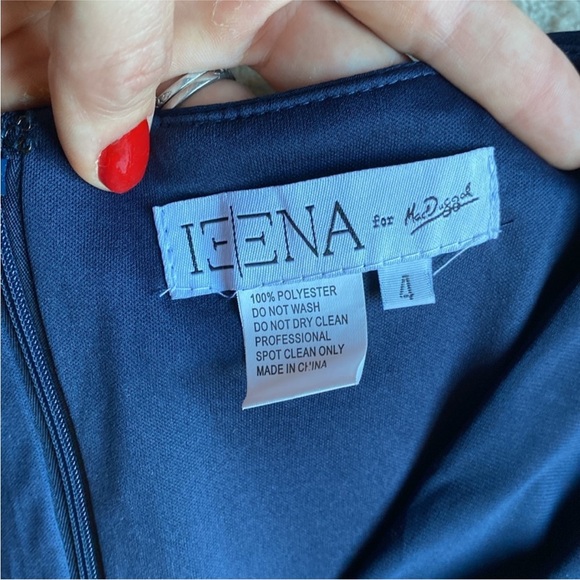 IEENA for Mac Duggal
4
100% POLYESTER
DO NOT WASH
DO NOT DRY CLEAN
PROFESSIONAL
SPOT CLEAN ONLY
MADE IN CHINA